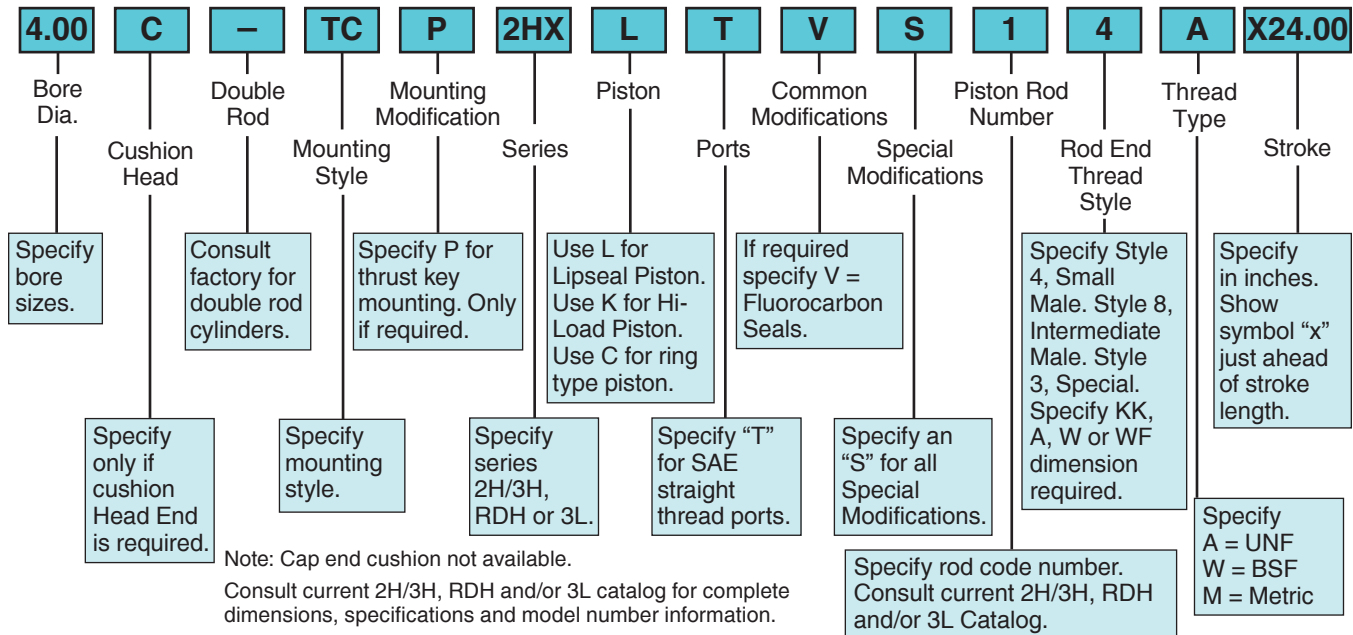 4.00 C – TC P 2HX L T V S 1 4 A X24.00
Bore
Dia.
Cushion
Head
Double
Rod
Mounting
Style
Mounting
Modification
Series
Piston
Ports
Common
Modifications
Special
Modifications
Piston Rod
Number
Rod End
Thread
Style
Thread
Type
Stroke
Specify
bore
sizes.
Consult
factory for
double rod
cylinders.
Specify P for
thrust key
mounting. Only
if required.
Use L for
Lipseal Piston.
Use K for Hi-
Load Piston.
Use C for ring
type piston.
If required
specify V =
Fluorocarbon
Seals.
Specify Style
4, Small
Male. Style 8,
Intermediate
Male. Style
3, Special.
Specify KK,
A, W or WF
dimension
required.
Specify
in inches.
Show
symbol “x”
just ahead
of stroke
length.
Specify
only if
cushion
Head End
is required.
Specify
mounting
style.
Specify
series
2H/3H,
RDH or 3L.
Specify “T”
for SAE
straight
thread ports.
Specify an
“S” for all
Special
Modifications.
Specify
A = UNF
W = BSF
M = Metric
Note: Cap end cushion not available.
Consult current 2H/3H, RDH and/or 3L catalog for complete
dimensions, specifications and model number information.
Specify rod code number.
Consult current 2H/3H, RDH
and/or 3L Catalog.